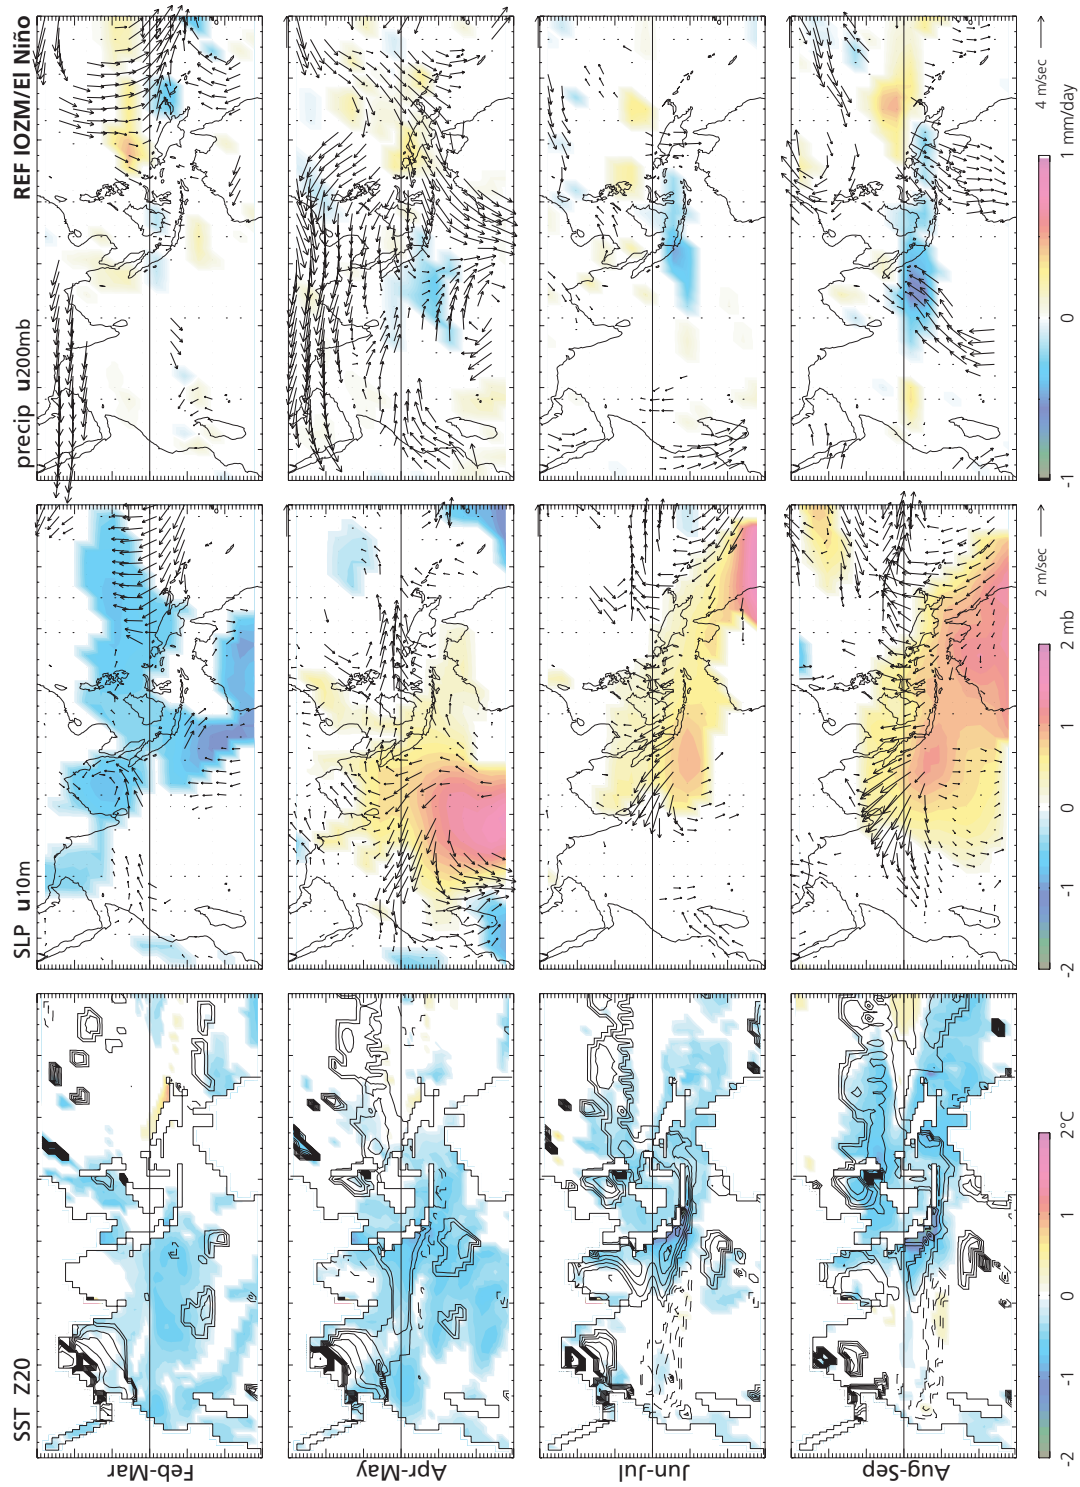 SST Z20
SLP u10m
precip u200mb
REF IOZM/El Niño
Feb-Mar
Apr-May
Jun-Jul
Aug-Sep
2 m/sec
4 m/sec
-2 1 0 1 2°C
-2 -1 0 1 2 mb
-1 0 1 mm/day